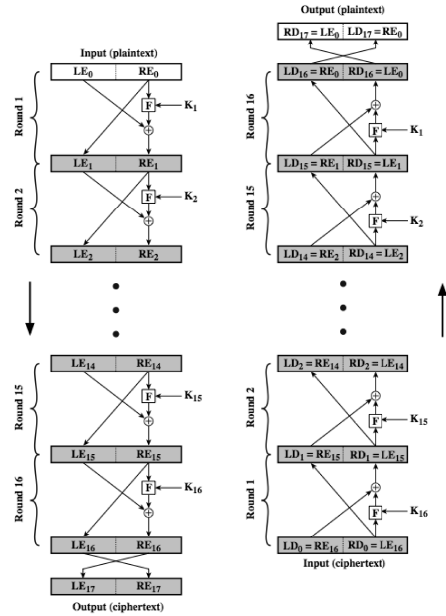 Input (plaintext)
LE0 RE0
Round 1
F K1
LE1 RE1
Round 2
F K2
LE2 RE2
LE14 RE14
Round 15
F K15
LE15 RE15
Round 16
F K16
LE16 RE16
LE17 RE17
Output (ciphertext)
Output (plaintext)
RD17 = LE0 LD17 = RE0
LD16 = RE0 RD16 = LE0
Round 16
F K1
LD15 = RE1 RD15 = LE1
Round 15
F K2
LD14 = RE2 RD14 = LE2
LD2 = RE14 RD2 = LE14
Round 2
F K15
LD1 = RE15 RD1 = LE15
Round 1
F K16
LD0 = RE16 RD0 = LE16
Input (ciphertext)